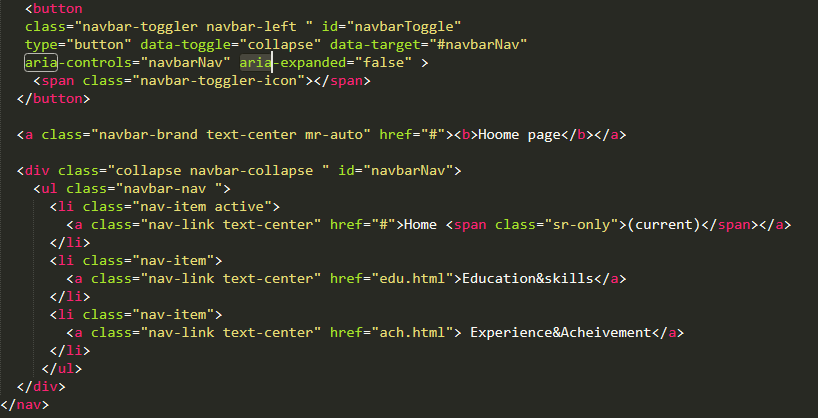 <button
class="navbar-toggler navbar-left " id="navbarToggle"
type="button" data-toggle="collapse" data-target="#navbarNav"
aria-controls="navbarNav" aria-expanded="false" >
<span class="navbar-toggler-icon"></span>
</button>
<a class="navbar-brand text-center mr-auto" href="#"><b>Hoome page</b></a>
<div class="collapse navbar-collapse " id="navbarNav">
<ul class="navbar-nav ">
<li class="nav-item active">
<a class="nav-link text-center" href="#">Home <span class="sr-only">(current)</span></a>
</li>
<li class="nav-item">
<a class="nav-link text-center" href="edu.html">Education&skills</a>
</li>
<li class="nav-item">
<a class="nav-link text-center" href="ach.html"> Experience&Acheivement</a>
</li>
</ul>
</div>
</nav>